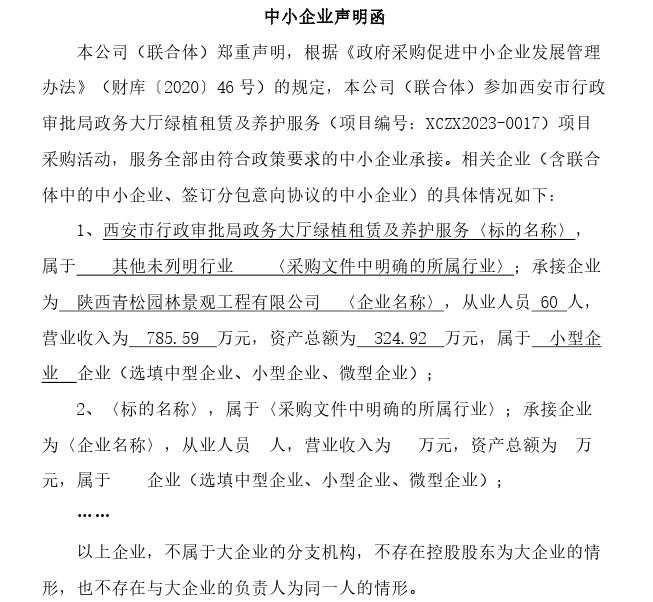 中小企业声明函
本公司（联合体）郑重声明，根据《政府采购促进中小企业发展管理
办法》（财库〔2020〕46 号）的规定，本公司（联合体）参加西安市行政
审批局政务大厅绿植租赁及养护服务（项目编号：XCZX2023-0017）项目
采购活动，服务全部由符合政策要求的中小企业承接。相关企业（含联合
体中的中小企业、签订分包意向协议的中小企业）的具体情况如下：
1、西安市行政审批局政务大厅绿植租赁及养护服务〈标的名称〉，
属于 其他未列明行业 〈采购文件中明确的所属行业〉；承接企业
为 陕西青松园林景观工程有限公司 〈企业名称〉，从业人员 60 人，
营业收入为 785.59 万元，资产总额为 324.92 万元，属于 小型企
业 企业（选填中型企业、小型企业、微型企业）；
2、〈标的名称〉，属于〈采购文件中明确的所属行业〉；承接企业
为〈企业名称〉，从业人员 人，营业收入为 万元，资产总额为 万
元，属于 企业（选填中型企业、小型企业、微型企业）；
……
以上企业，不属于大企业的分支机构，不存在控股股东为大企业的情
形，也不存在与大企业的负责人为同一人的情形。